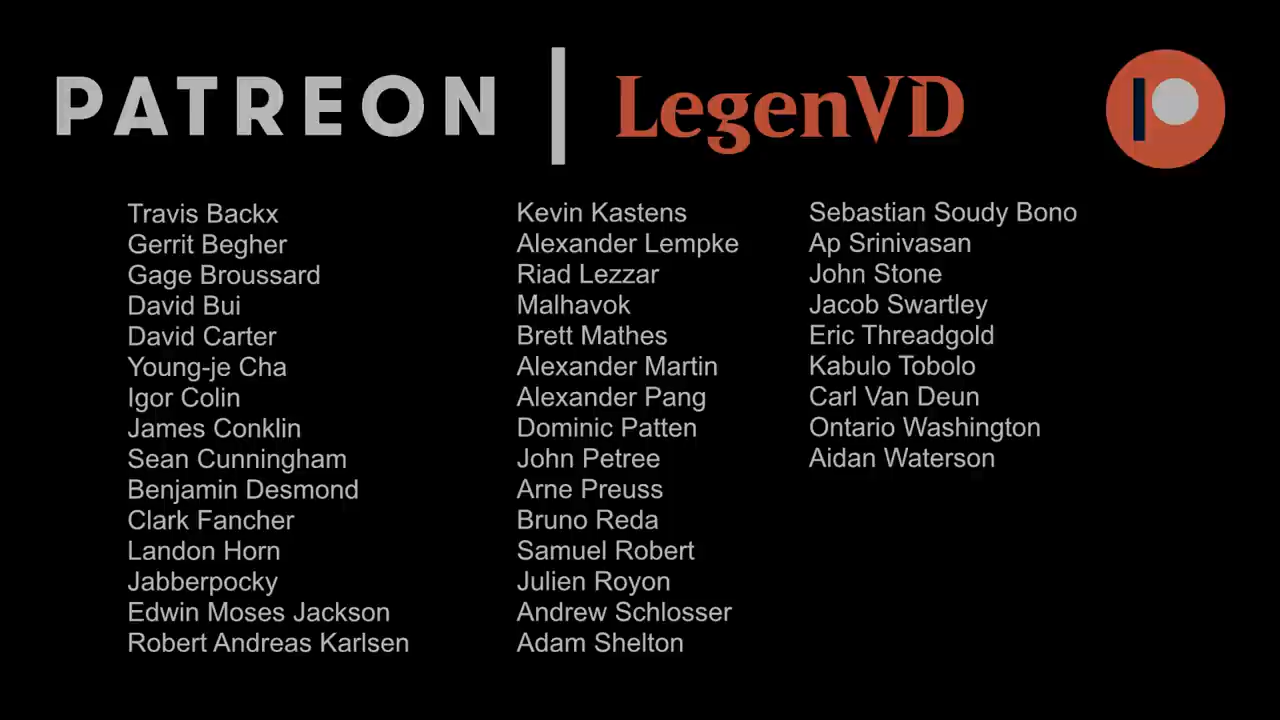 PATREON | LegenVD
Travis Backx
Gerrit Begher
Gage Broussard
David Bui
David Carter
Young-je Cha
Igor Colin
James Conklin
Sean Cunningham
Benjamin Desmond
Clark Fancher
Landon Horn
Jabberpocky
Edwin Moses Jackson
Robert Andreas Karlsen
Kevin Kastens
Alexander Lempke
Riad Lezzar
Malhavok
Brett Mathes
Alexander Martin
Alexander Pang
Dominic Patten
John Petree
Arne Preuss
Bruno Reda
Samuel Robert
Julien Royon
Andrew Schlosser
Adam Shelton
Sebastian Soudy Bono
Ap Srinivasan
John Stone
Jacob Swartley
Eric Threadgold
Kabulo Tobolo
Carl Van Deun
Ontario Washington
Aidan Waterson